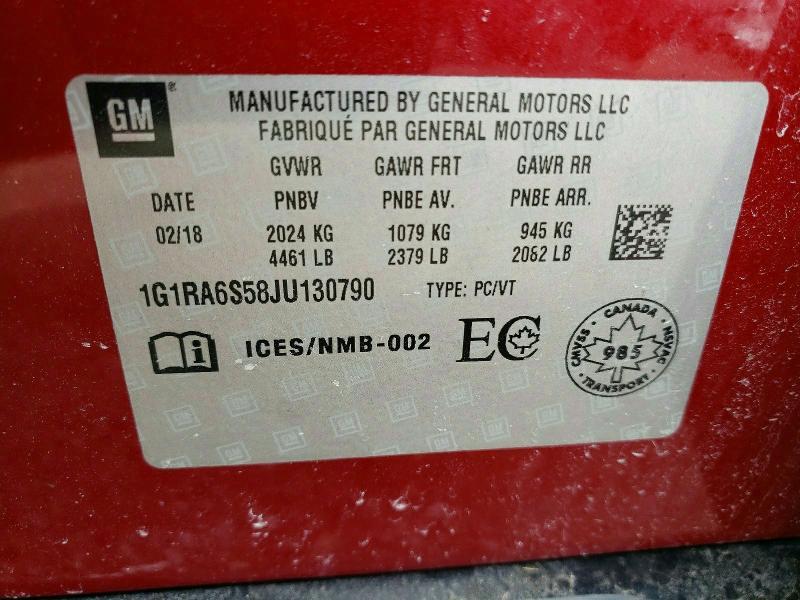 GM ®
MANUFACTURED BY GENERAL MOTORS LLC
FABRIQUÉ PAR GENERAL MOTORS LLC
GVWR GAWR FRT GAWR RR
DATE PNBV PNBE AV. PNBE ARR.
02/18 2024 KG 1079 KG 945 KG
4461 LB 2379 LB 2082 LB
1G1RA6S58JU130790 TYPE: PC/VT
i ICES/NMB-002 EC
CANADA
CMVSS 985 NSVAC
TRANSPORT